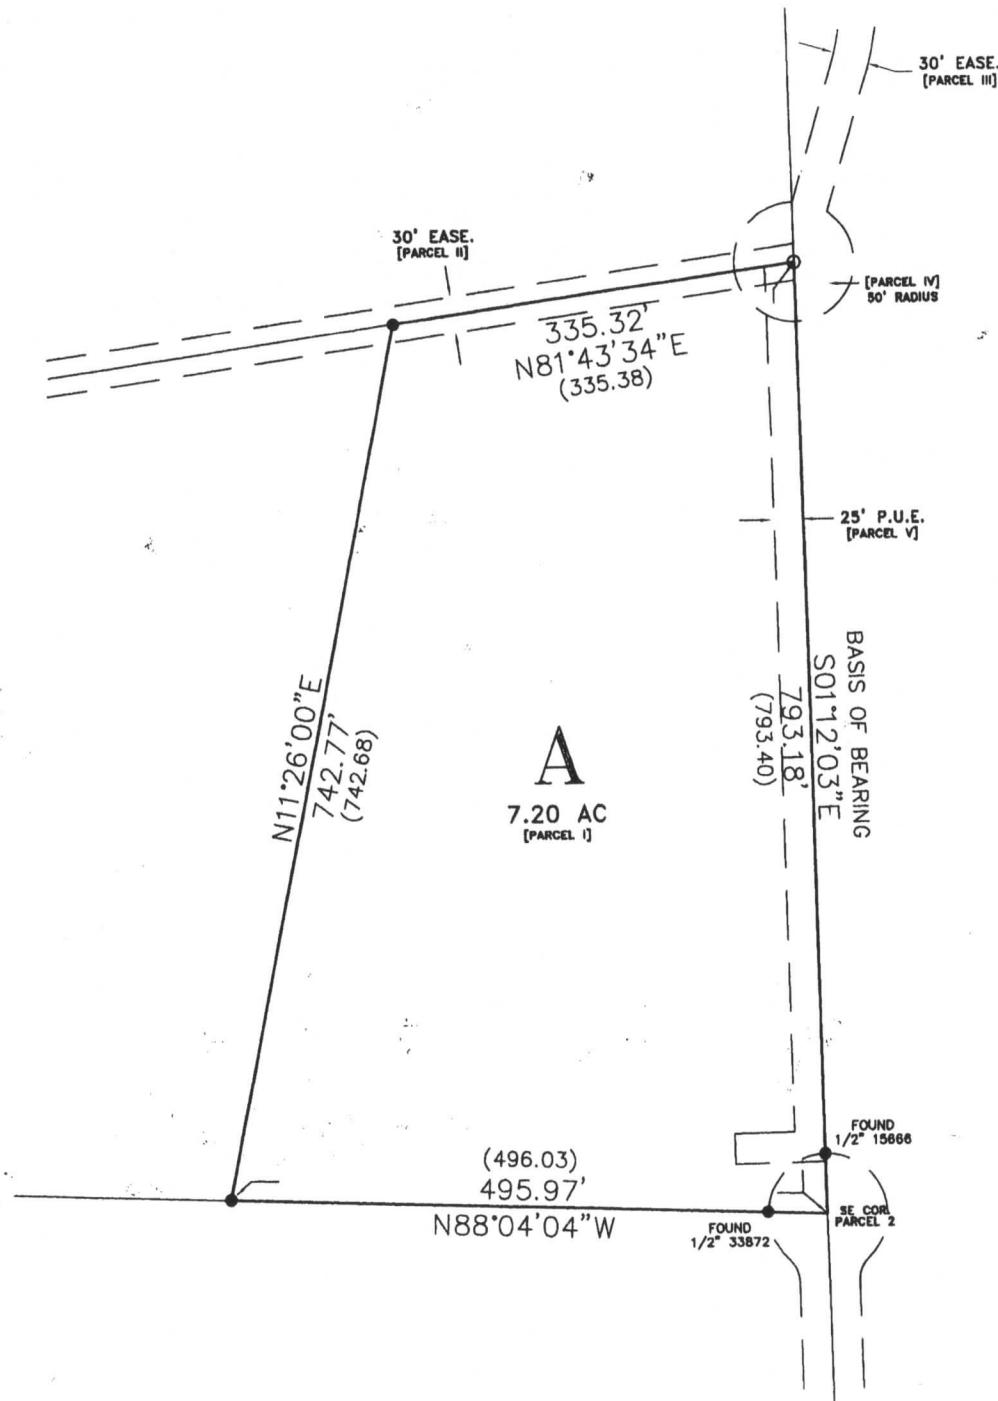 30' EASE.
[PARCEL III]
30' EASE.
[PARCEL II]
[PARCEL IV]
50' RADIUS
335.32'
N81°43'34"E
(335.38)
25' P.U.E.
[PARCEL V]
BASIS OF BEARING
S01°12'03"E
793.18'
(793.40)
N11°26'00"E
742.77'
(742.68)
A
7.20 AC
[PARCEL I]
FOUND
1/2" 15666
(496.03)
495.97'
N88°04'04"W
SE COR.
PARCEL 2
FOUND
1/2" 33872